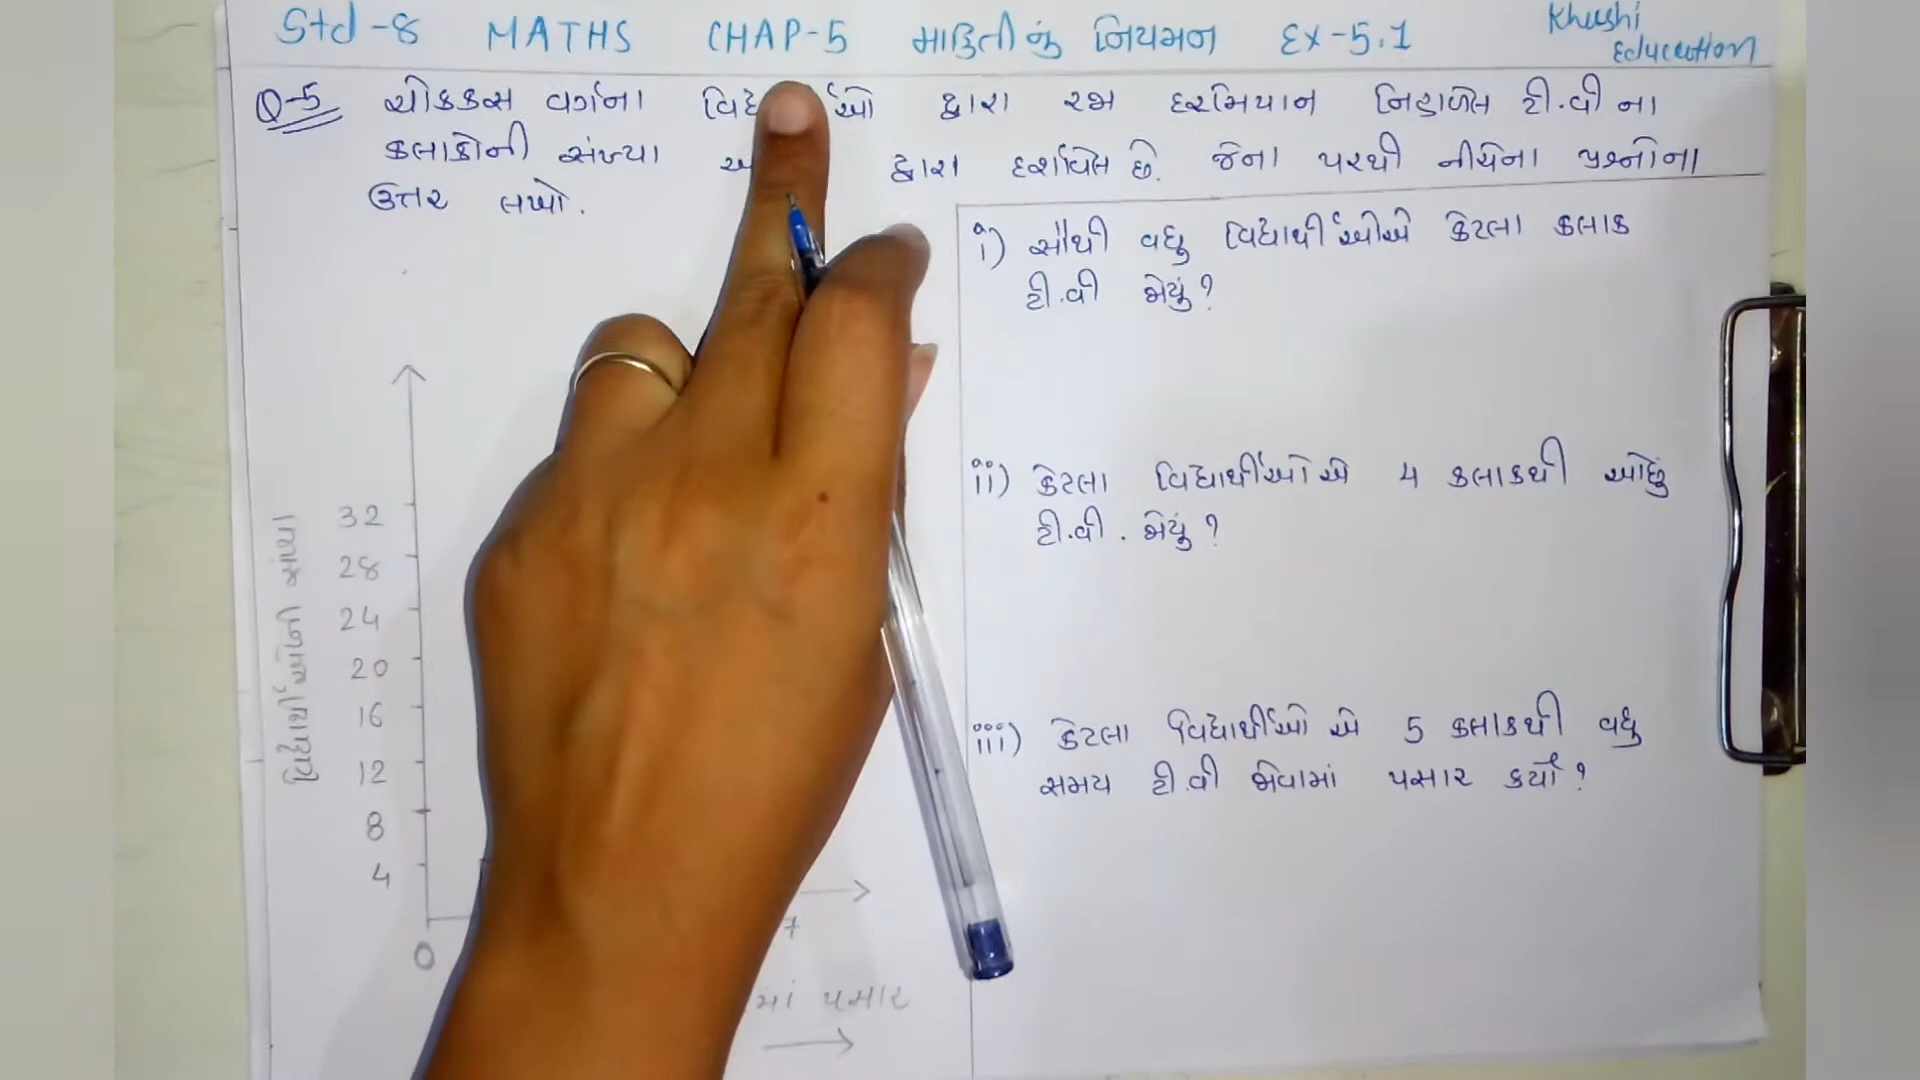 Std-8 MATHS CHAP-5 માહિતીનું નિયમન Ex-5.1
Khushi Education
Q-5 ચોકકસ વર્ગના દ્વારા રજા દરમિયાન નિહાળેલ ટી.વી ના
કલાકોની સંખ્યા દ્વારા દર્શાવેલ છે. જેના પરથી નીચેના પ્રશ્નોના
ઉત્તર લખો.
i) સૌથી વધુ વિદ્યાર્થીઓએ કેટલા કલાક
ટી.વી જોયું?
ii) કેટલા વિદ્યાર્થીઓએ 4 કલાકથી ઓછું
ટી.વી. જોયું?
iii) કેટલા વિદ્યાર્થીઓ એ 5 કલાકથી વધુ
સમય ટી.વી જોવામાં પસાર કર્યો?
વિદ્યાર્થીઓની સંખ્યા
32
28
24
20
16
12
8
4
0
7
માં પસાર